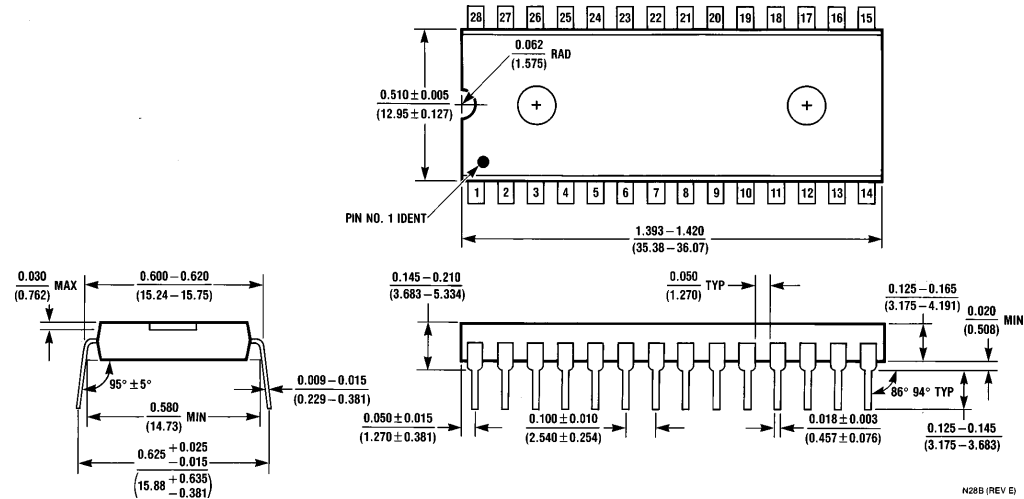 28 27 26 25 24 23 22 21 20 19 18 17 16 15
0.062
(1.575)
RAD
0.510 ± 0.005
(12.95 ± 0.127)
1 2 3 4 5 6 7 8 9 10 11 12 13 14
PIN NO. 1 IDENT
1.393 – 1.420
(35.38 – 36.07)
0.030
(0.762)
MAX
0.600 – 0.620
(15.24 – 15.75)
95° ± 5°
0.009 – 0.015
(0.229 – 0.381)
0.580
(14.73)
MIN
0.625 + 0.025
– 0.015
(15.88 + 0.635
– 0.381)
0.145 – 0.210
(3.683 – 5.334)
0.050
(1.270)
TYP
0.125 – 0.165
(3.175 – 4.191)
0.020
(0.508)
MIN
86° 94° TYP
0.050 ± 0.015
(1.270 ± 0.381)
0.100 ± 0.010
(2.540 ± 0.254)
0.018 ± 0.003
(0.457 ± 0.076)
0.125 – 0.145
(3.175 – 3.683)
N28B (REV E)